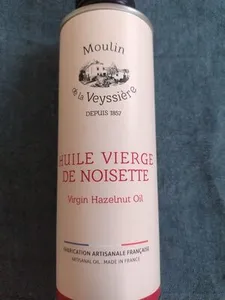 Moulin
de la Veyssière
DEPUIS 1857
HUILE VIERGE
DE NOISETTE
Virgin Hazelnut Oil
FABRICATION ARTISANALE FRANÇAISE
ARTISANAL OIL. MADE IN FRANCE